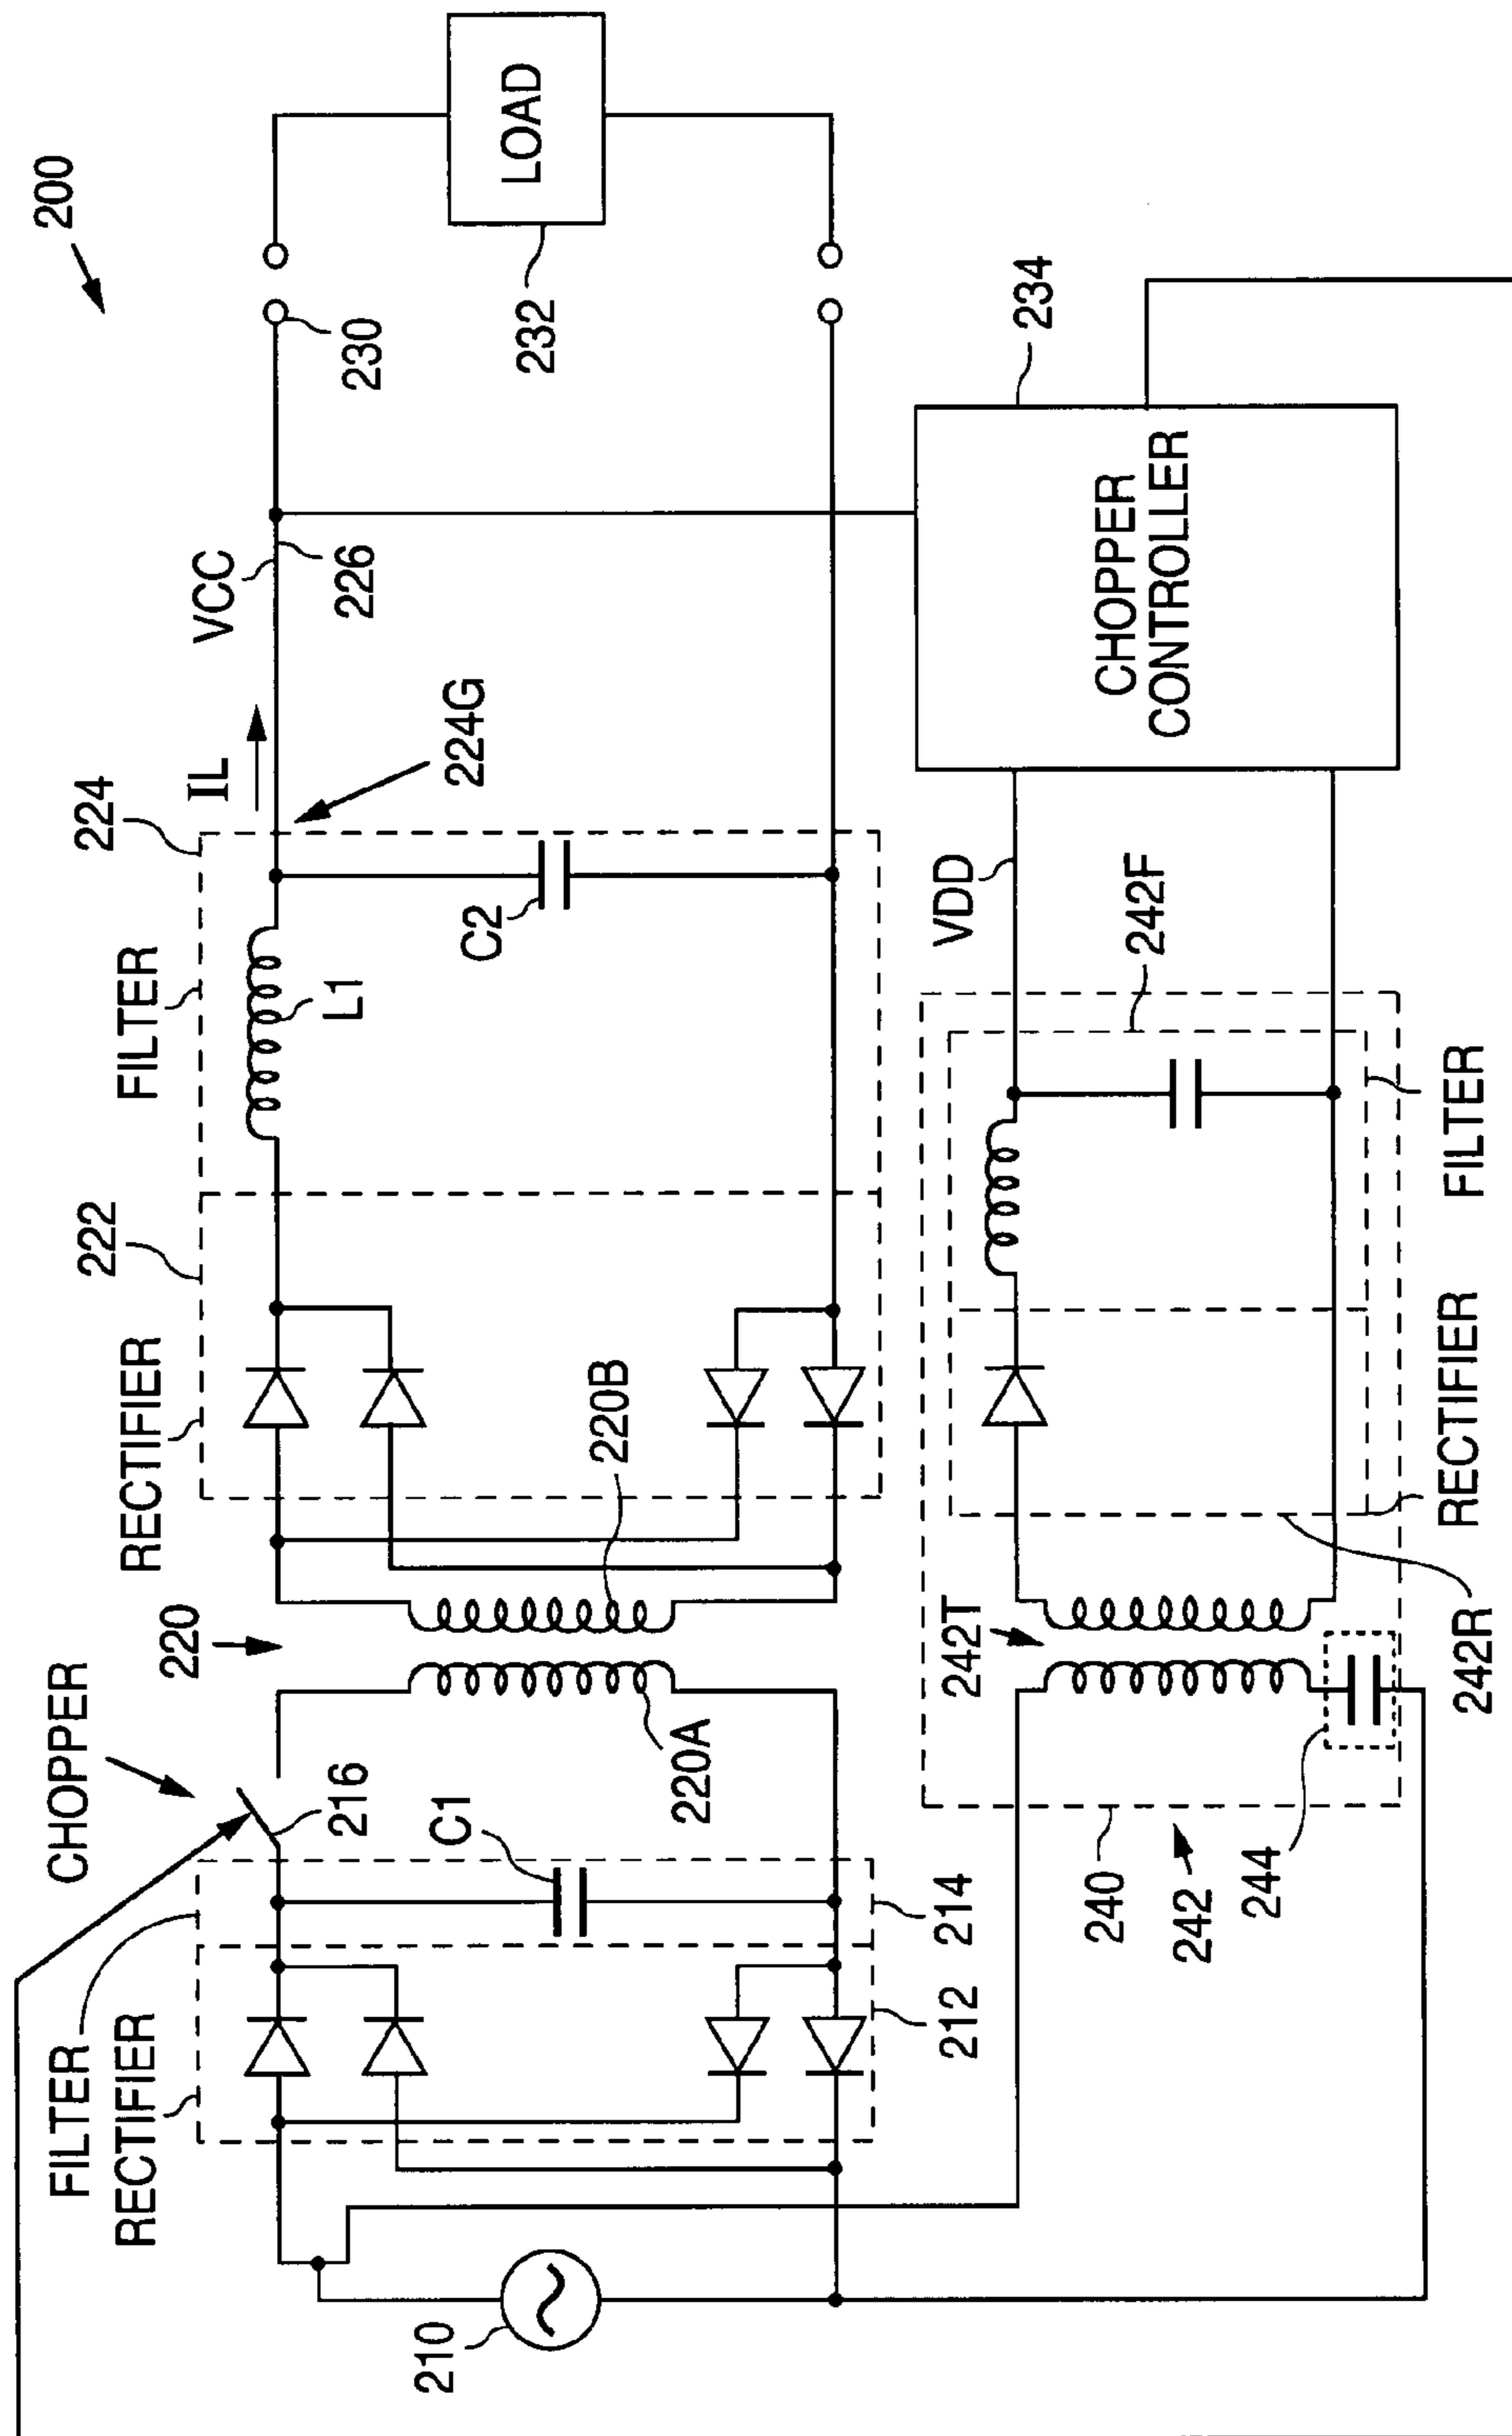 200
CHOPPER
FILTER
RECTIFIER
216
C1
214
212
210
220
220A
220B
RECTIFIER
222
FILTER
224
L1
C2
IL
224G
VCC
226
230
232
LOAD
234
CHOPPER
CONTROLLER
VDD
242F
FILTER
RECTIFIER
242R
242T
240
242
244